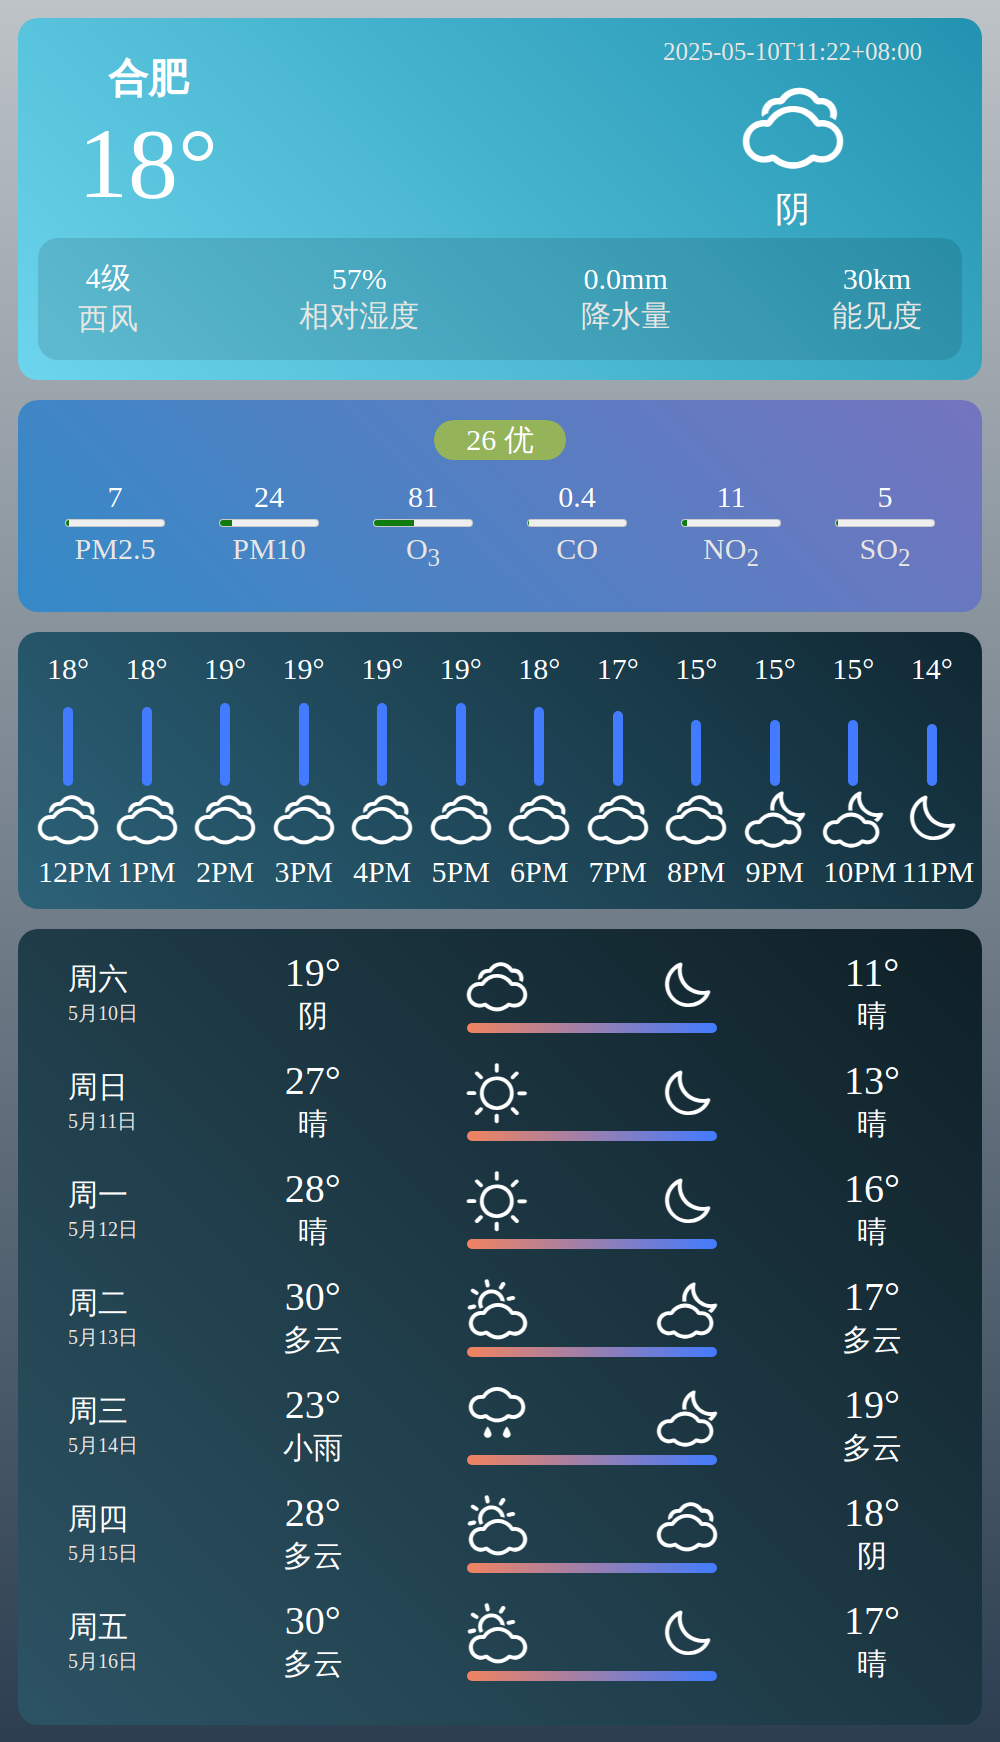 合肥
18°
2025-05-10T11:22+08:00
阴
4级 57% 0.0mm 30km
西风 相对湿度 降水量 能见度
26 优
7 24 81 0.4 11 5
PM2.5 PM10 O3 CO NO2 SO2
18° 18° 19° 19° 19° 19° 18° 17° 15° 15° 15° 14°
12PM 1PM 2PM 3PM 4PM 5PM 6PM 7PM 8PM 9PM 10PM 11PM
周六 19° 11°
5月10日 阴 晴
周日 27° 13°
5月11日 晴 晴
周一 28° 16°
5月12日 晴 晴
周二 30° 17°
5月13日 多云 多云
周三 23° 19°
5月14日 小雨 多云
周四 28° 18°
5月15日 多云 阴
周五 30° 17°
5月16日 多云 晴